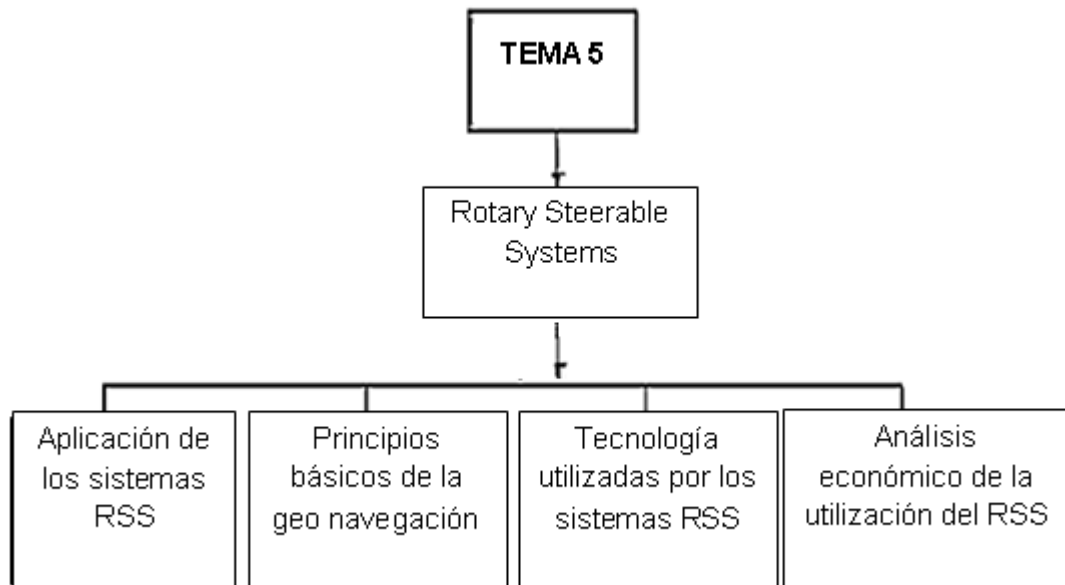 TEMA 5
Rotary Steerable
Systems
Aplicación de
los sistemas
RSS
Principios
básicos de la
geo navegación
Tecnología
utilizadas por los
sistemas RSS
Análisis
económico de la
utilización del RSS